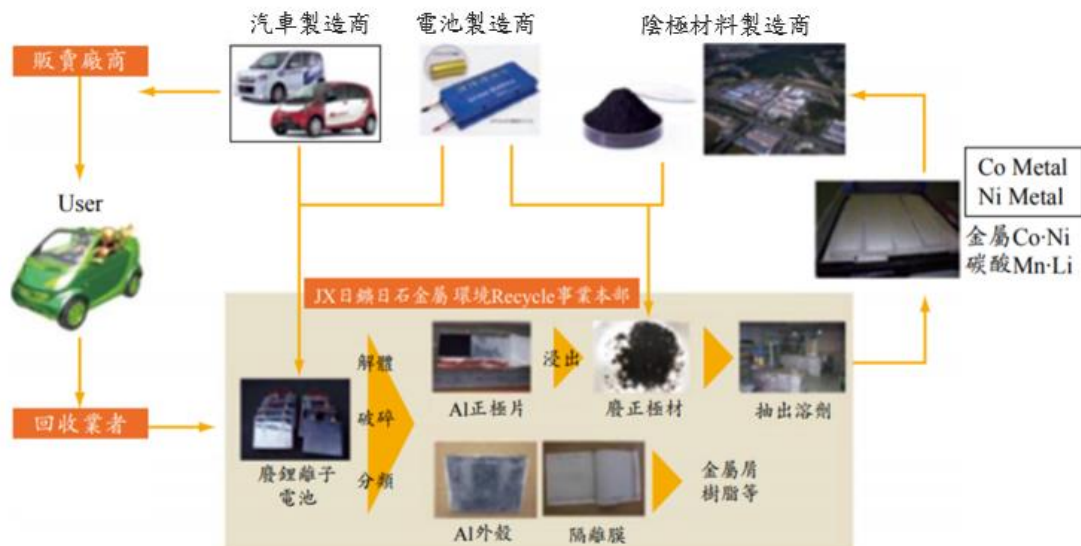 汽車製造商
電池製造商
陰極材料製造商
販賣廠商
User
Co Metal
Ni Metal
金屬Co·Ni
碳酸Mn·Li
JX日鑛日石金屬 環境Recycle事業本部
解體
破碎
分類
Al正極片
浸出
廢正極材
抽出溶劑
回收業者
廢鋰離子
電池
Al外殼
隔離膜
金屬屑
樹脂等